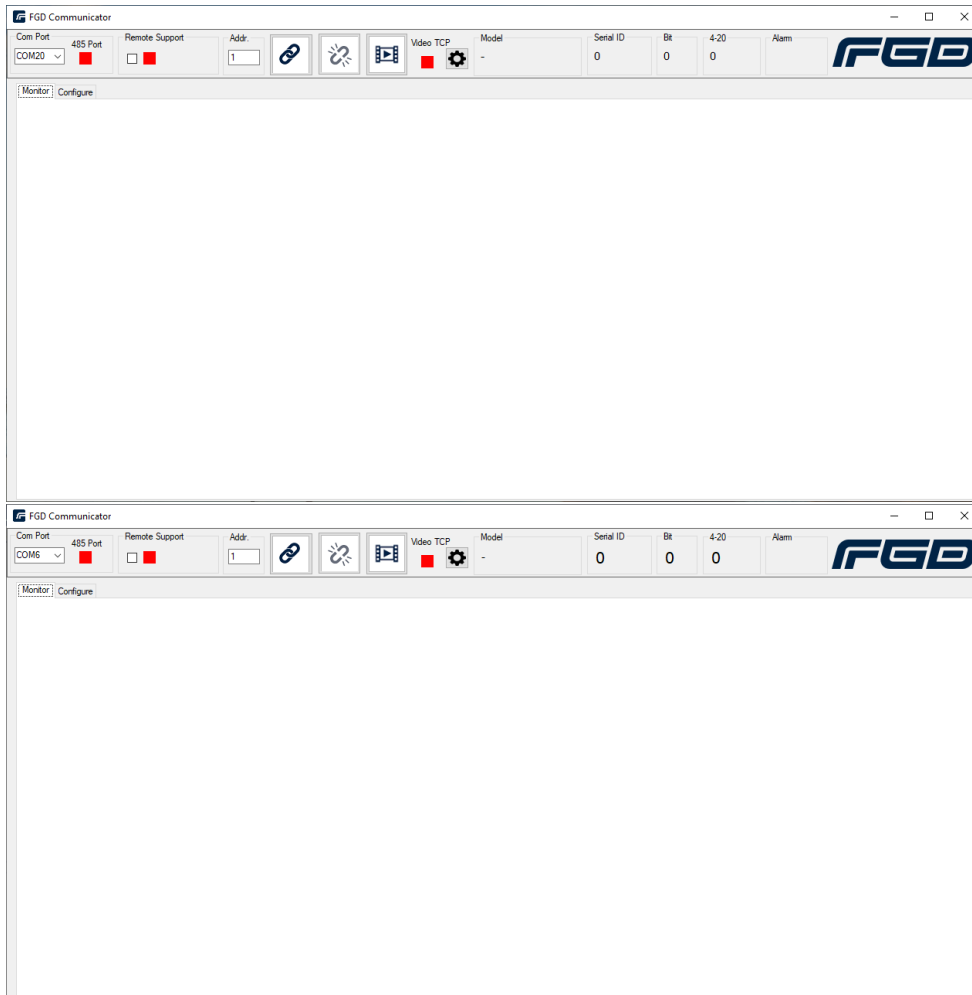 FGD Communicator
Com Port 485 Port Remote Support Addr. Video TCP Model Serial ID Bit 4-20 Alarm
COM20 1 - 0 0 0 FGD
Monitor Configure
FGD Communicator
Com Port 485 Port Remote Support Addr. Video TCP Model Serial ID Bit 4-20 Alarm
COM6 1 - 0 0 0 FGD
Monitor Configure